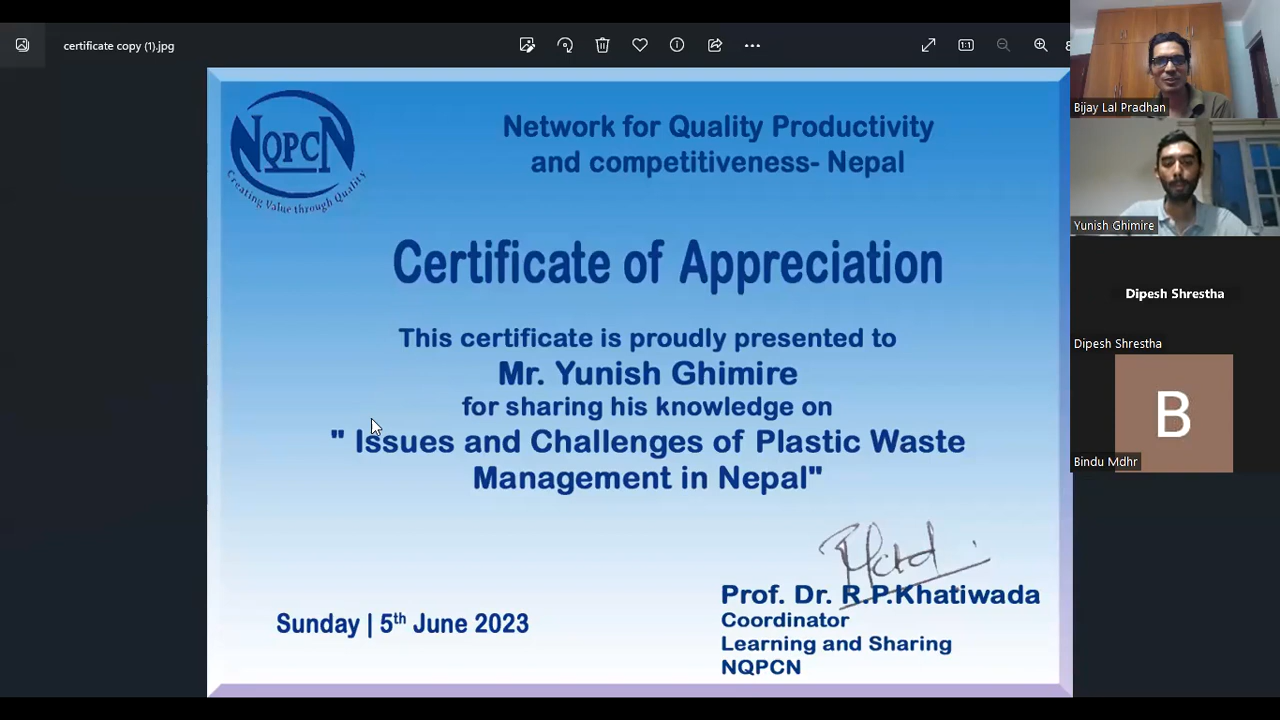 certificate copy (1).jpg
NQPCN
Creating Value through Quality
Network for Quality Productivity
and competitiveness- Nepal
Certificate of Appreciation
This certificate is proudly presented to
Mr. Yunish Ghimire
for sharing his knowledge on
" Issues and Challenges of Plastic Waste
Management in Nepal"
Sunday | 5th June 2023
Prof. Dr. R.P.Khatiwada
Coordinator
Learning and Sharing
NQPCN
Bijay Lal Pradhan
Yunish Ghimire
Dipesh Shrestha
Dipesh Shrestha
B
Bindu Mdhr